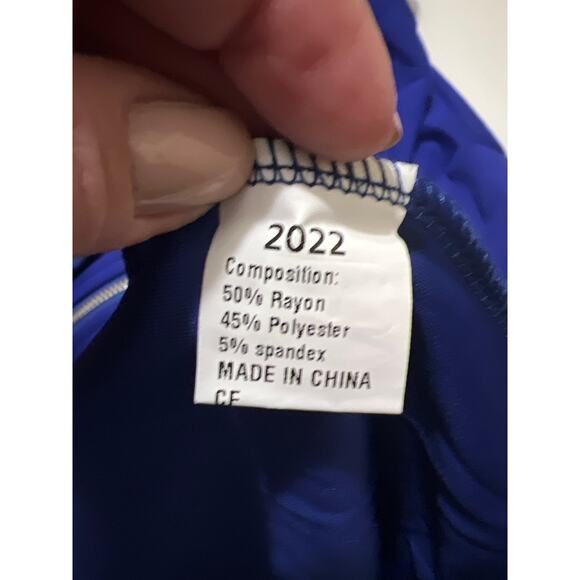 2022
Composition:
50% Rayon
45% Polyester
5% spandex
MADE IN CHINA
CE